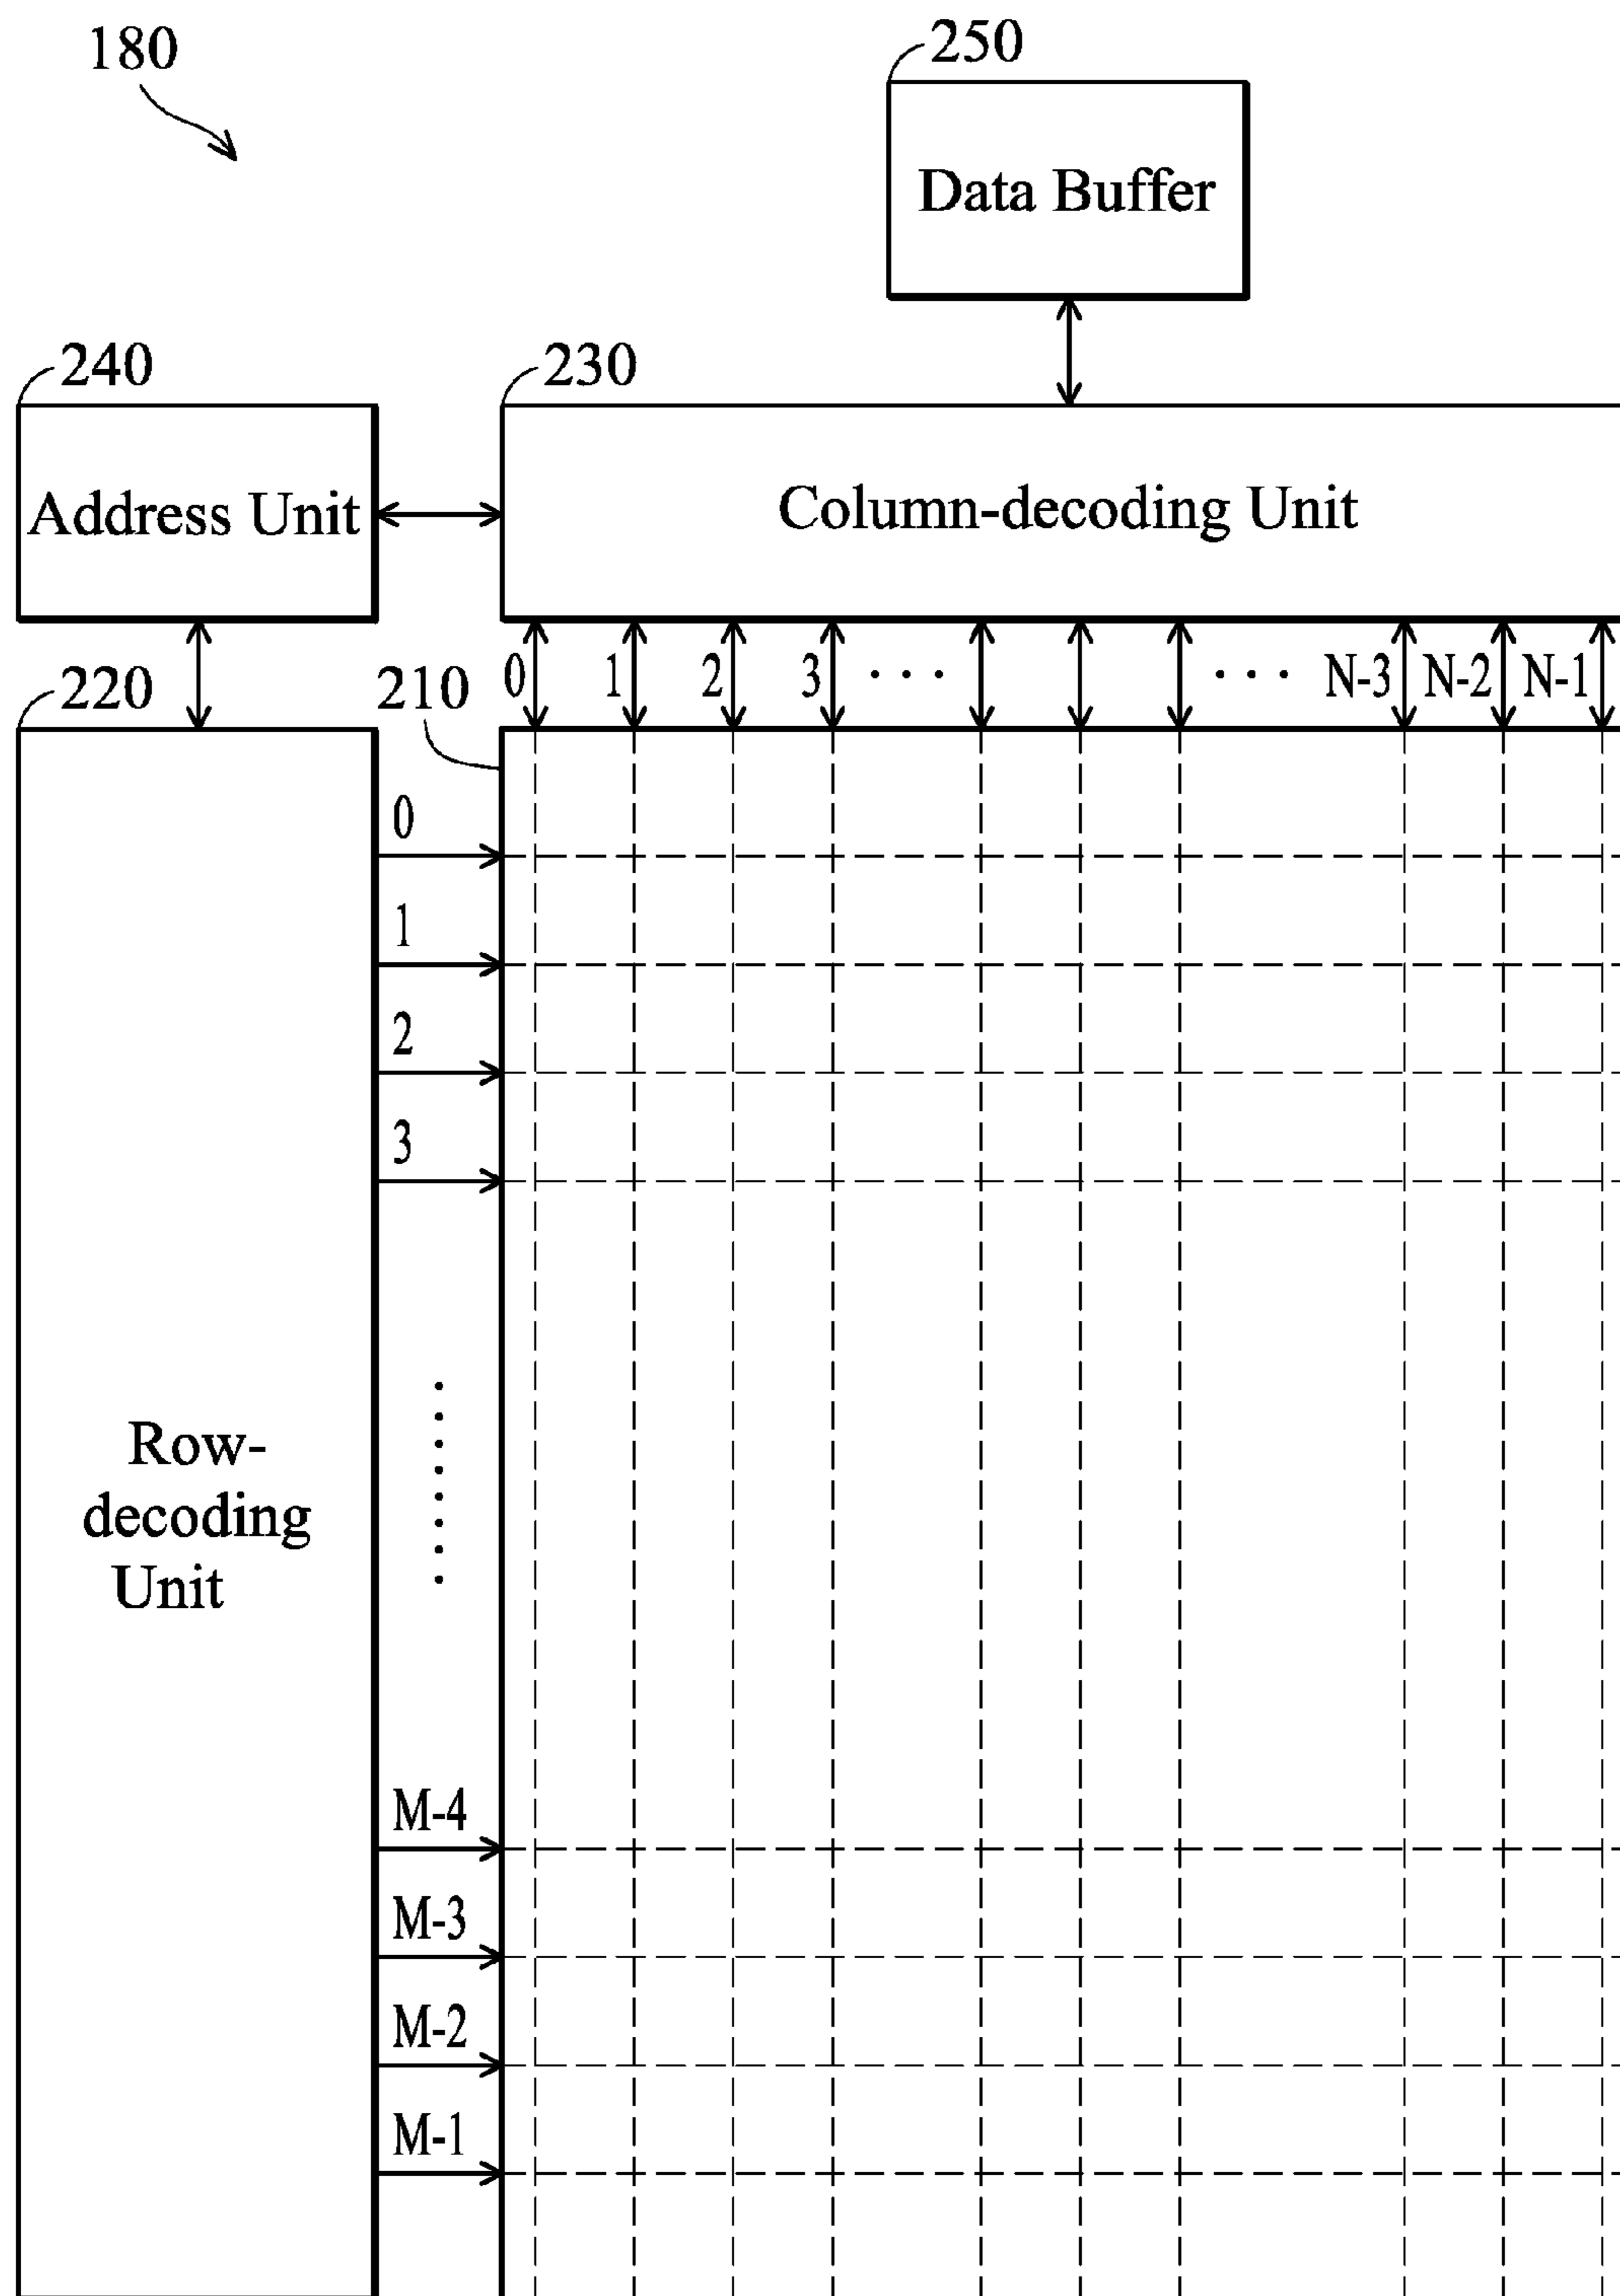 180
250
Data Buffer
240
230
Address Unit
Column-decoding Unit
220
210
0 1 2 3 · · · · · · N-3 N-2 N-1
0
1
2
3
Row-
decoding
Unit
M-4
M-3
M-2
M-1